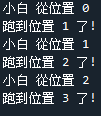 小白 從位置 0
跑到位置 1 了!
小白 從位置 1
跑到位置 2 了!
小白 從位置 2
跑到位置 3 了!